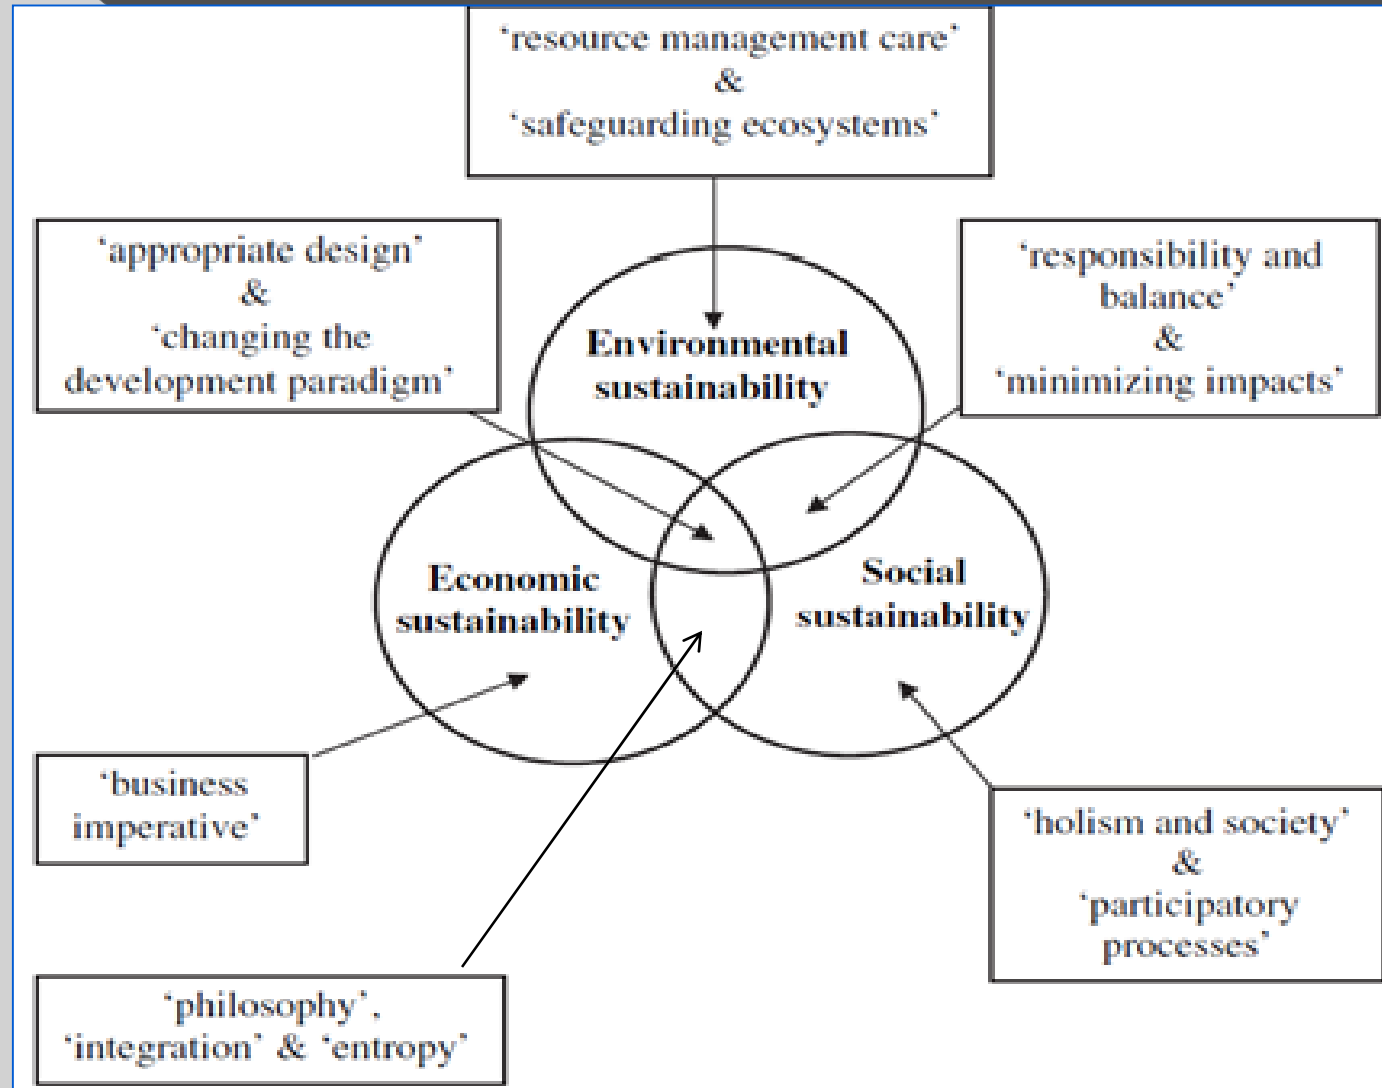 ‘resource management care’
&
‘safeguarding ecosystems’
‘appropriate design’
&
‘changing the
development paradigm’
‘responsibility and
balance’
&
‘minimizing impacts’
Environmental
sustainability
Economic
sustainability
Social
sustainability
‘business
imperative’
‘holism and society’
&
‘participatory
processes’
‘philosophy’,
‘integration’ & ‘entropy’